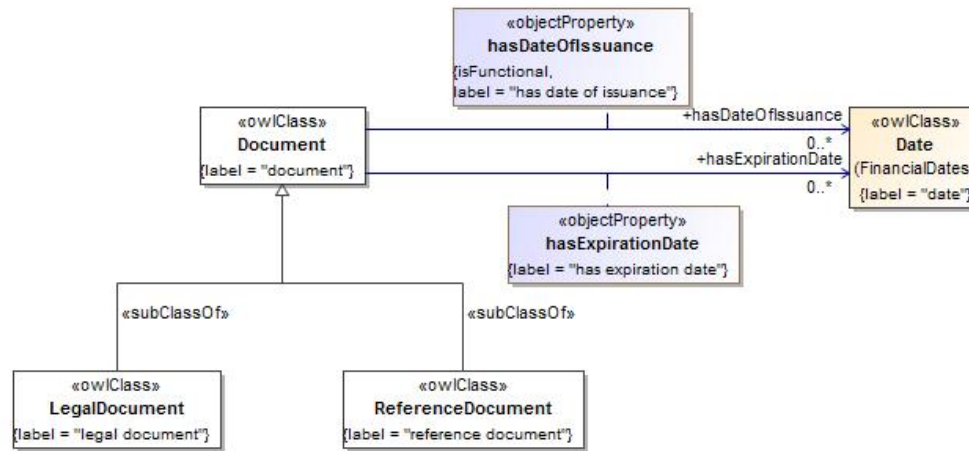 «objectProperty»
hasDateOfIssuance
{isFunctional,
label = "has date of issuance"}
«owlClass»
Document
{label = "document"}
+hasDateOfIssuance
0..*
+hasExpirationDate
0..*
«owlClass»
Date
(FinancialDates
{label = "date"}
«objectProperty»
hasExpirationDate
{label = "has expiration date"}
«subClassOf»
«subClassOf»
«owlClass»
LegalDocument
{label = "legal document"}
«owlClass»
ReferenceDocument
{label = "reference document"}